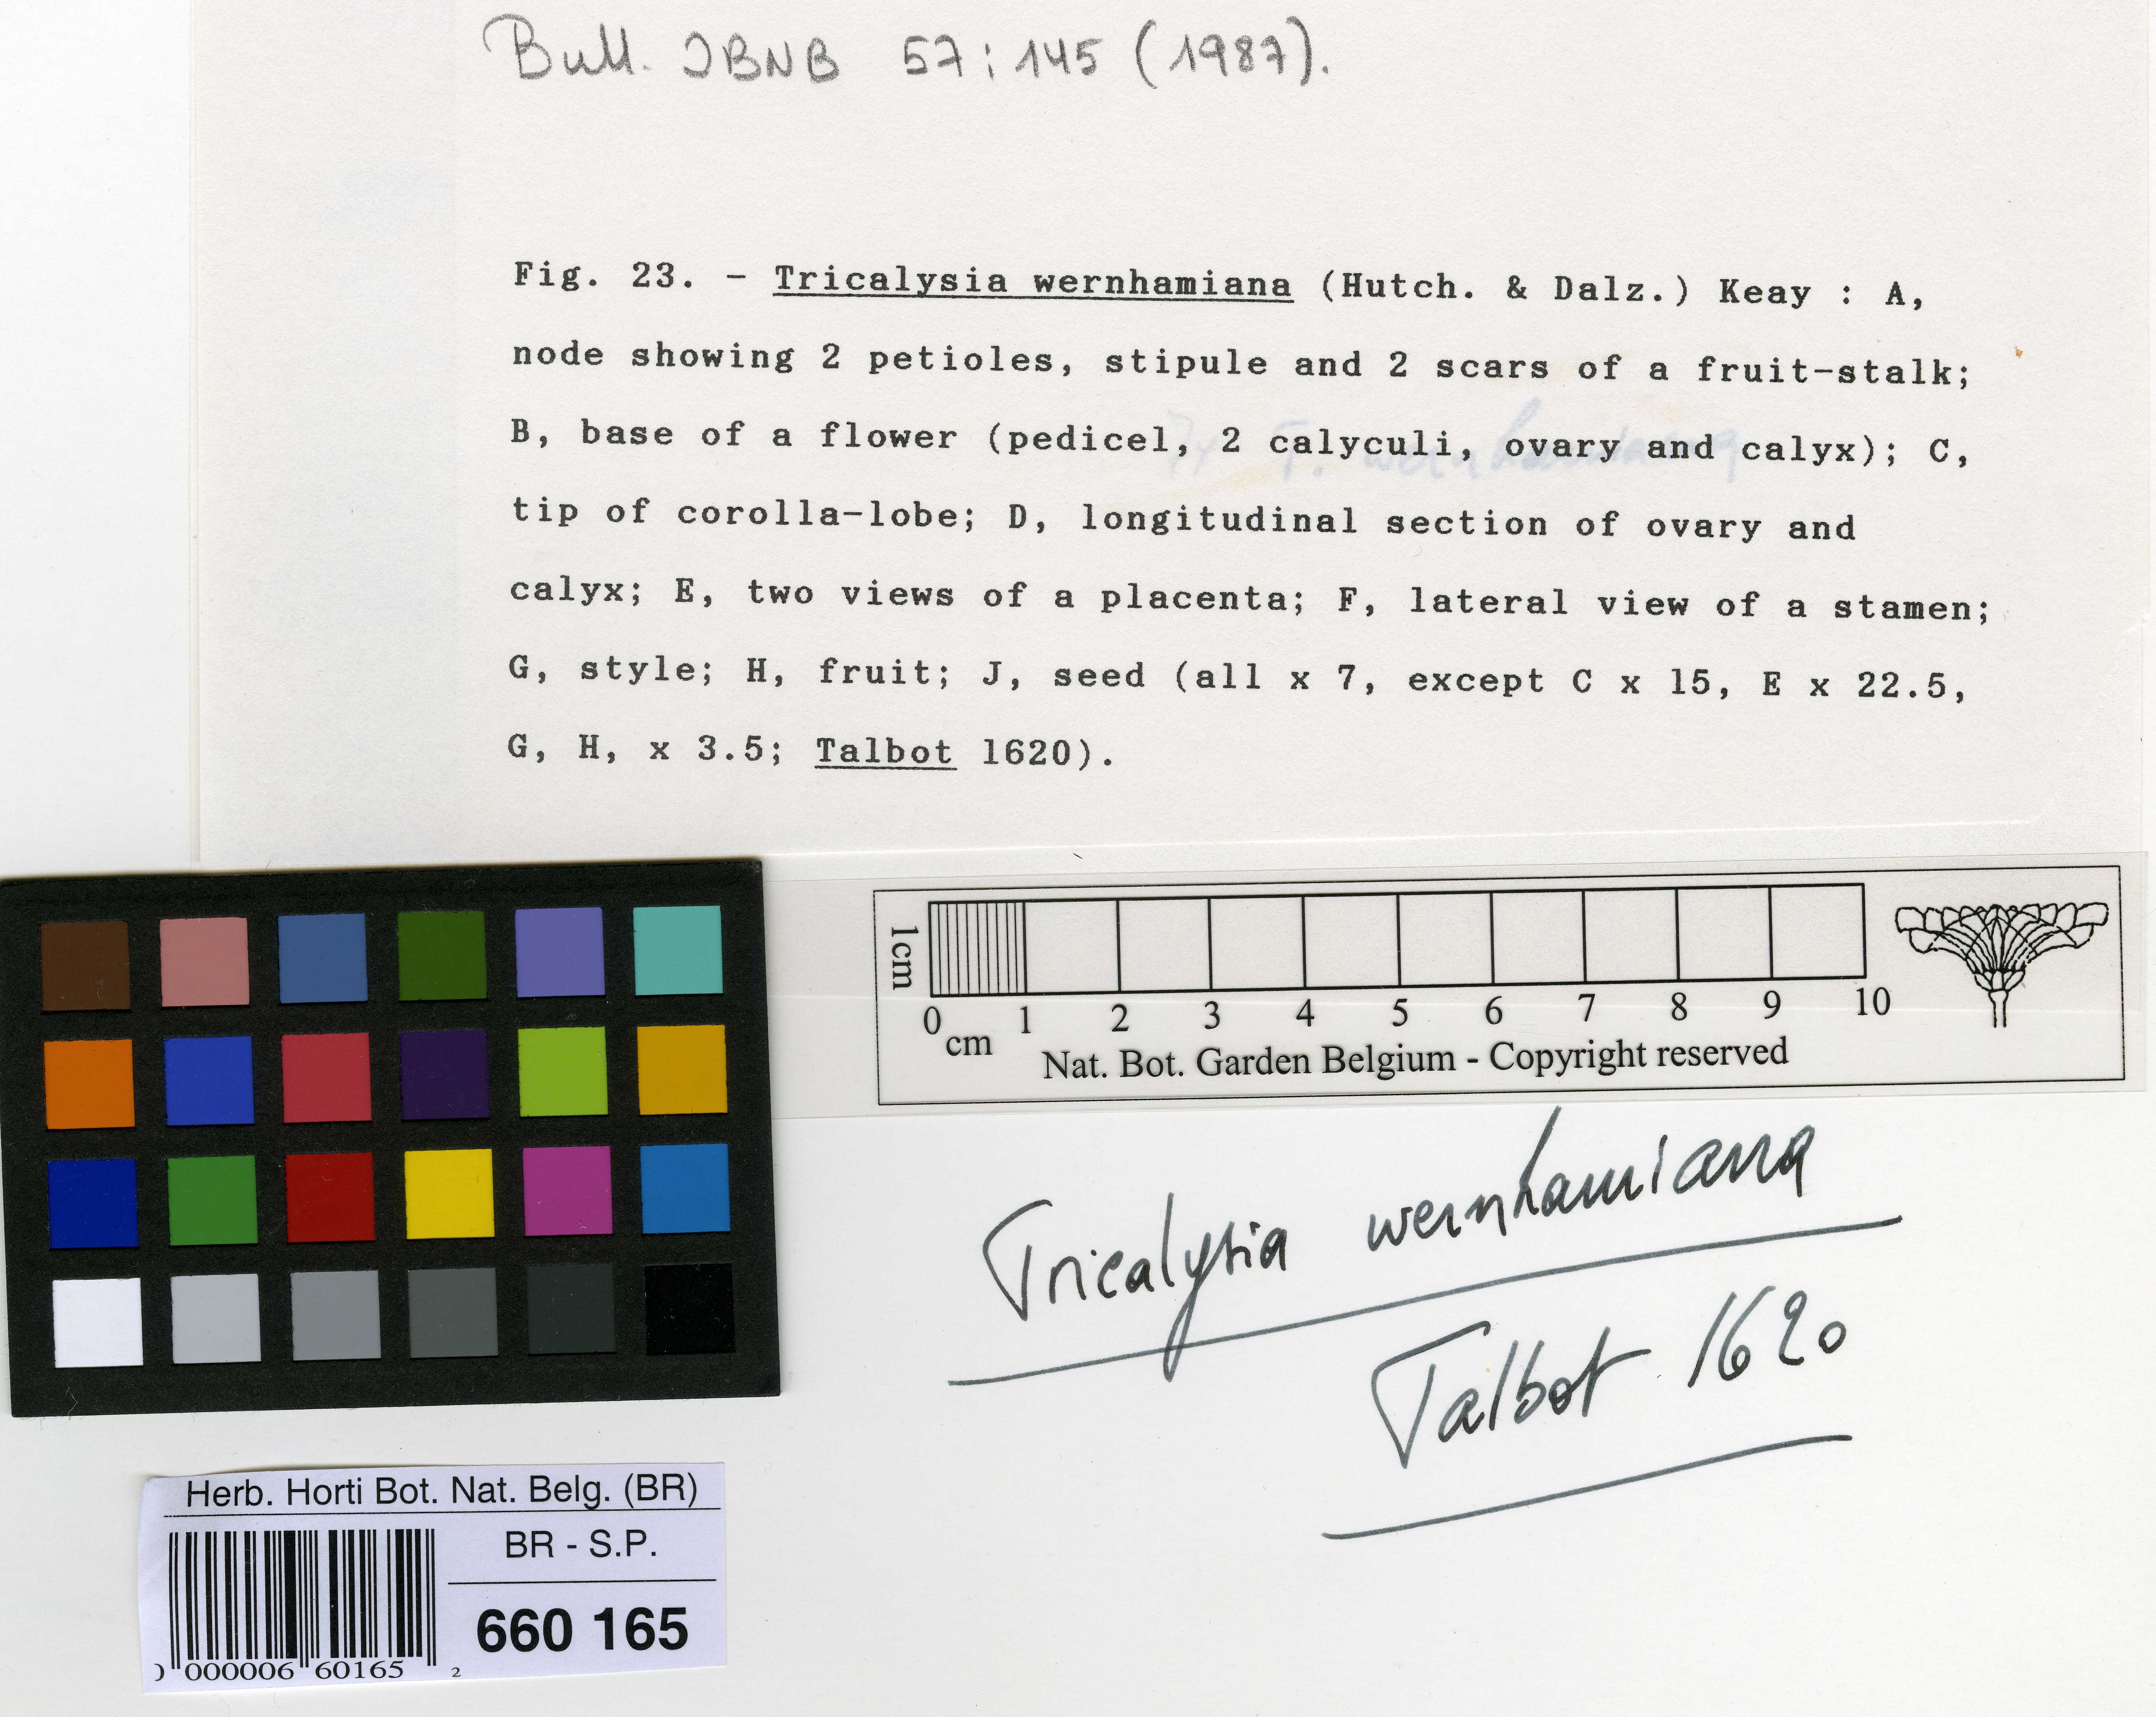 Bull. JBNB 57: 145 (1987).
Fig. 23. - Tricalysia wernhamiana (Hutch. & Dalz.) Keay : A,
node showing 2 petioles, stipule and 2 scars of a fruit-stalk;
B, base of a flower (pedicel, 2 calyculi, ovary and calyx); C,
tip of corolla-lobe; D, longitudinal section of ovary and
calyx; E, two views of a placenta; F, lateral view of a stamen;
G, style; H, fruit; J, seed (all x 7, except C x 15, E x 22.5,
G, H, x 3.5; Talbot 1620).
1cm
0 1 2 3 4 5 6 7 8 9 10
cm
Nat. Bot. Garden Belgium - Copyright reserved
Tricalysia wernhamiana
Talbot 1620
Herb. Horti Bot. Nat. Belg. (BR)
BR - S.P.
660 165
000006 60165 2